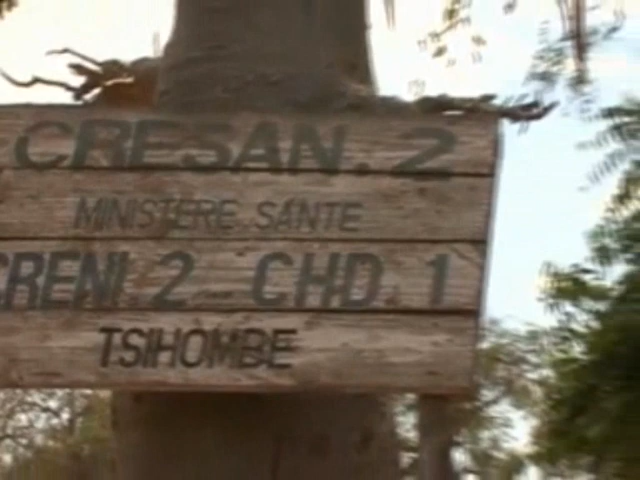 CRESAN.2
MINISTERE SANTE
CRENI.2 CHD.1
TSIHOMBE